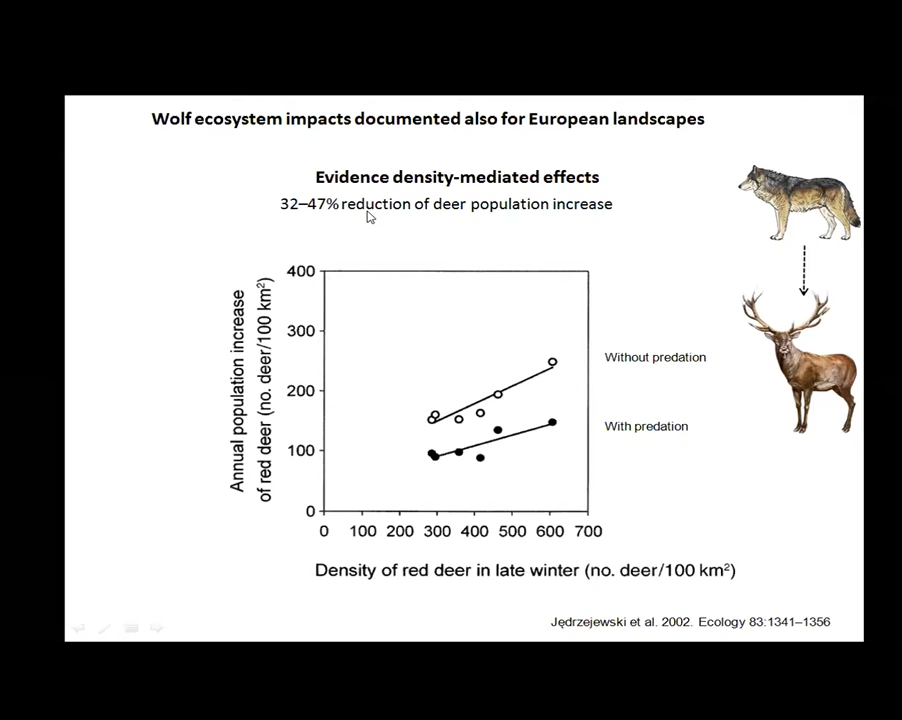 Wolf ecosystem impacts documented also for European landscapes
Evidence density-mediated effects
32–47% reduction of deer population increase
Annual population increase
of red deer (no. deer/100 km²)
400
300
200
100
0
Without predation
With predation
0 100 200 300 400 500 600 700
Density of red deer in late winter (no. deer/100 km²)
Jędrzejewski et al. 2002. Ecology 83:1341–1356